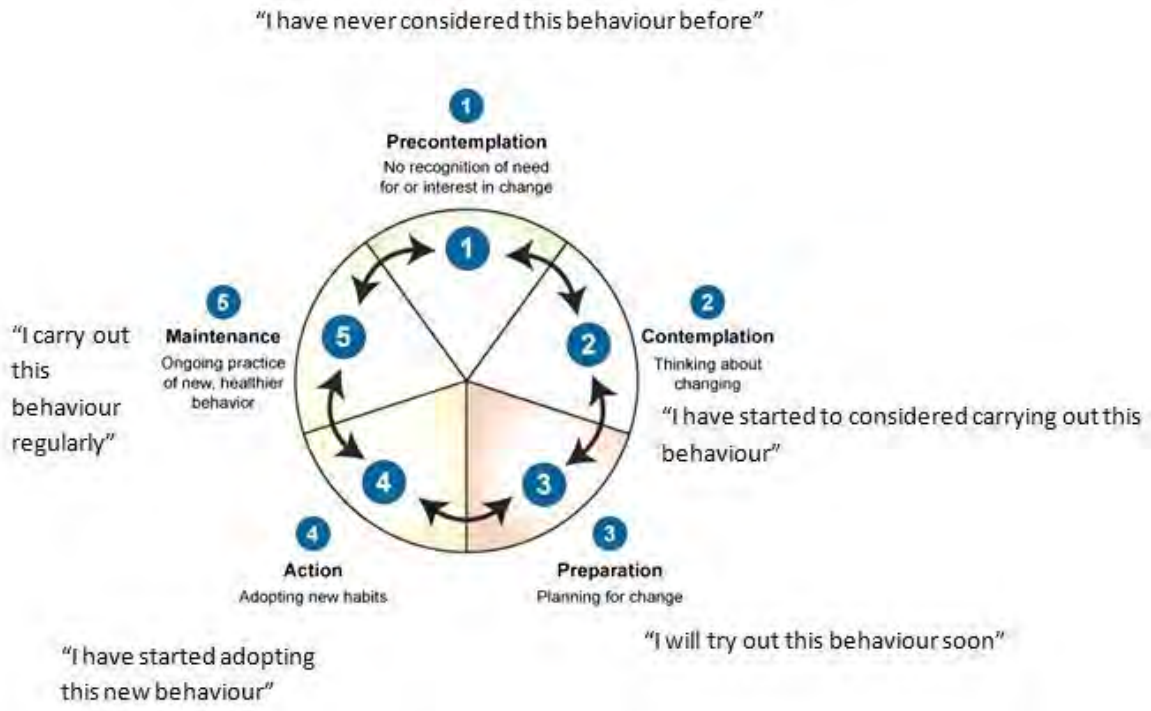 “I have never considered this behaviour before”
1
Precontemplation
No recognition of need
for or interest in change
1
2
Contemplation
Thinking about
changing
2
“I have started to considered carrying out this
behaviour”
3
Preparation
Planning for change
3
“I will try out this behaviour soon”
4
Action
Adopting new habits
4
“I have started adopting
this new behaviour”
5
Maintenance
Ongoing practice
of new, healthier
behavior
5
“I carry out
this
behaviour
regularly”